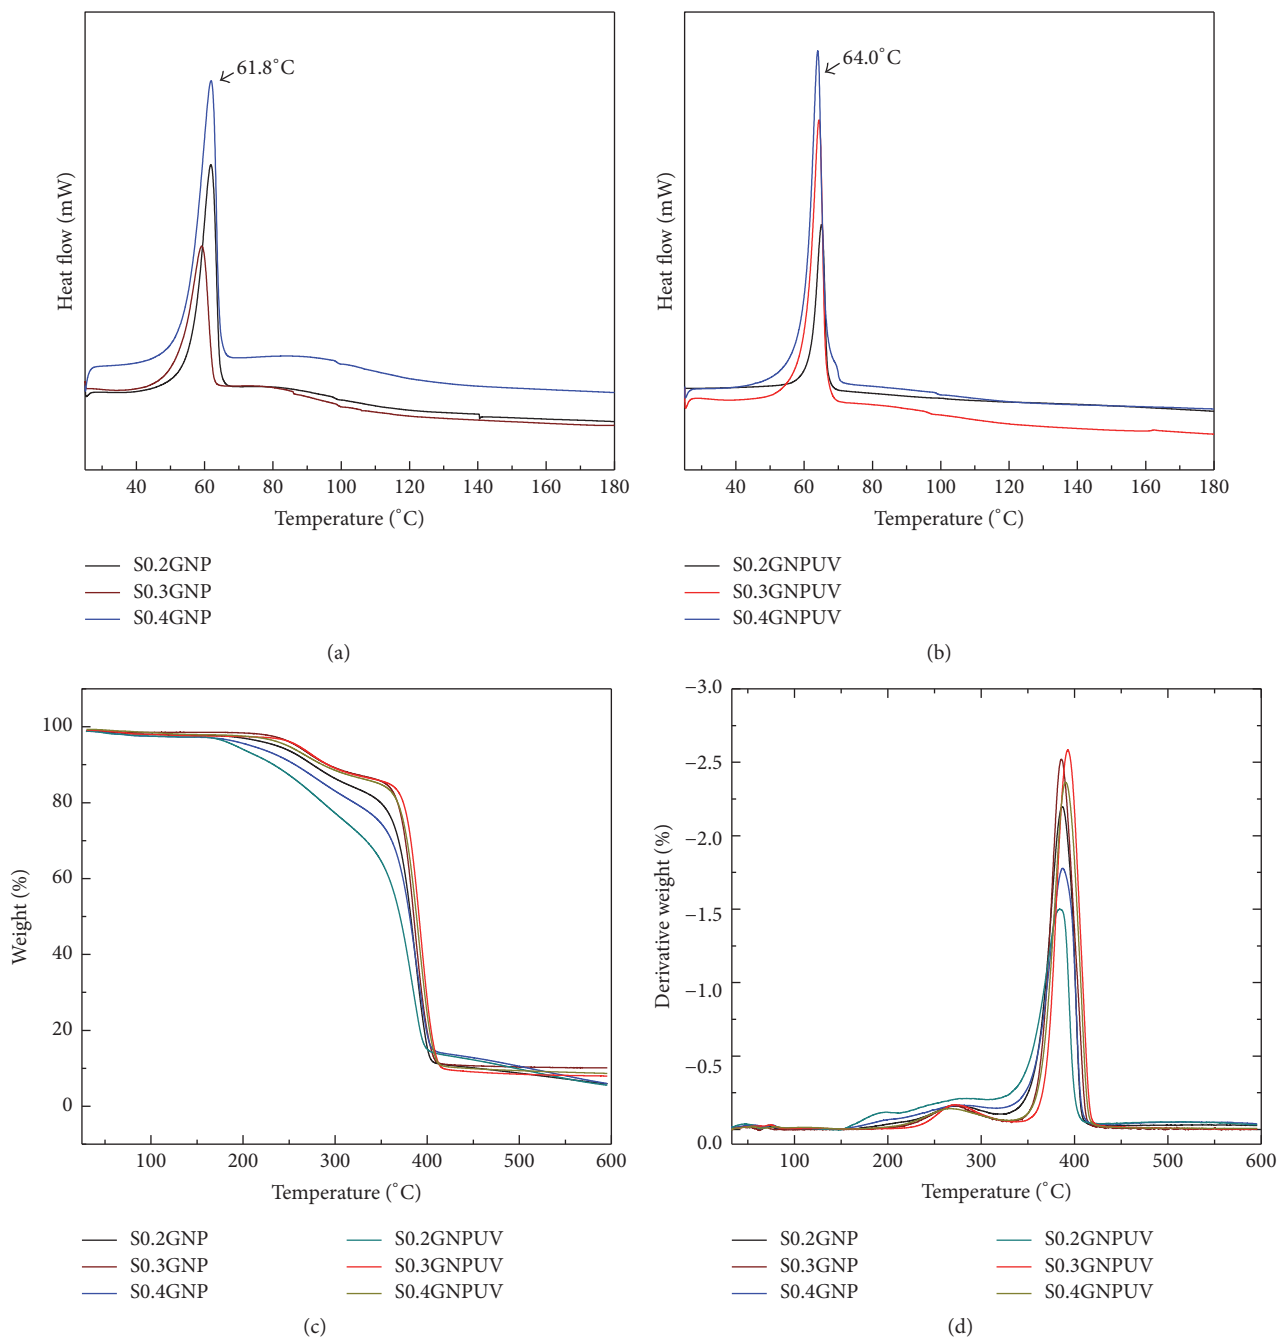 61.8°C
Heat flow (mW)
40 60 80 100 120 140 160 180
Temperature (°C)
S0.2GNP
S0.3GNP
S0.4GNP
(a)
64.0°C
Heat flow (mW)
40 60 80 100 120 140 160 180
Temperature (°C)
S0.2GNPUV
S0.3GNPUV
S0.4GNPUV
(b)
100
80
60
40
20
0
Weight (%)
100 200 300 400 500 600
Temperature (°C)
S0.2GNP S0.2GNPUV
S0.3GNP S0.3GNPUV
S0.4GNP S0.4GNPUV
(c)
−3.0
−2.5
−2.0
−1.5
−1.0
−0.5
0.0
Derivative weight (%)
100 200 300 400 500 600
Temperature (°C)
S0.2GNP S0.2GNPUV
S0.3GNP S0.3GNPUV
S0.4GNP S0.4GNPUV
(d)